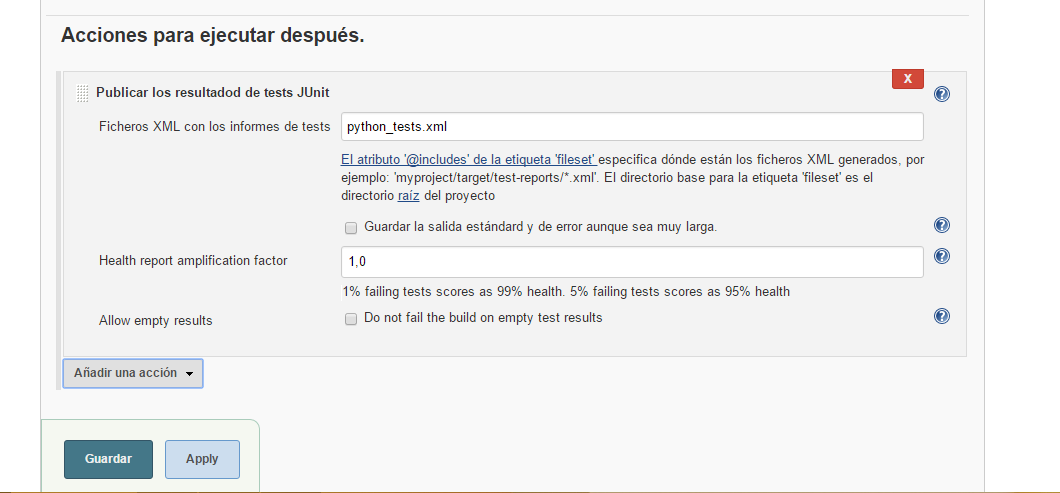 Acciones para ejecutar después.
X
Publicar los resultadod de tests JUnit
?
Ficheros XML con los informes de tests
python_tests.xml
El atributo '@includes' de la etiqueta 'fileset' especifica dónde están los ficheros XML generados, por
ejemplo: 'myproject/target/test-reports/*.xml'. El directorio base para la etiqueta 'fileset' es el
directorio raíz del proyecto
Guardar la salida estándard y de error aunque sea muy larga.
?
Health report amplification factor
1,0
?
1% failing tests scores as 99% health. 5% failing tests scores as 95% health
Allow empty results
Do not fail the build on empty test results
?
Añadir una acción
Guardar
Apply